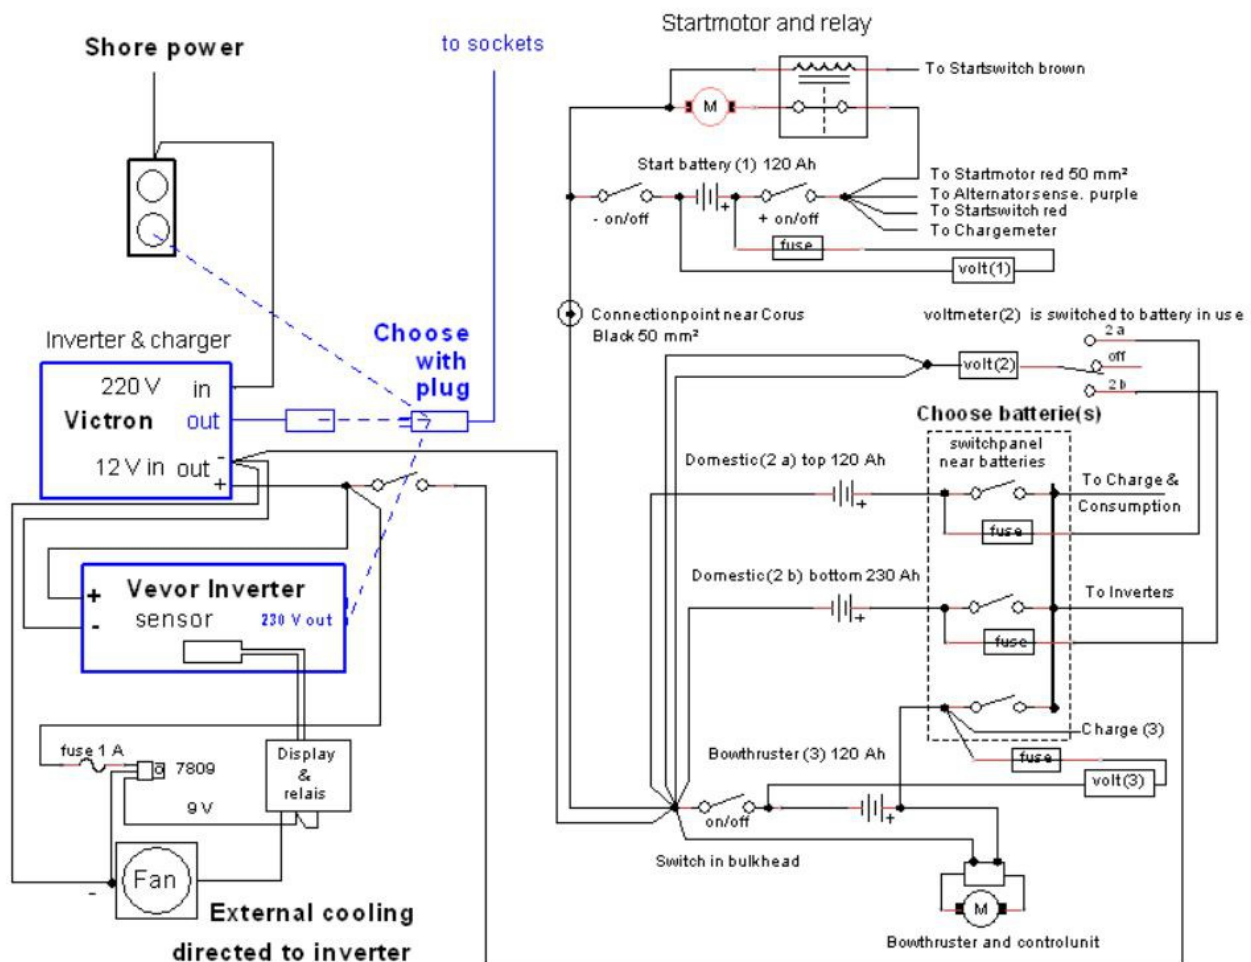 Startmotor and relay
Shore power
to sockets
To Startswitch brown
M
Start battery (1) 120 Ah
To Startmotor red 50 mm²
To Alternatorsense. purple
To Startswitch red
To Chargemeter
- on/off
+
+ on/off
fuse
volt(1)
Connectionpoint near Corus
Black 50 mm²
voltmeter(2) is switched to battery in use
2 a
off
2 b
volt(2)
Inverter & charger
Choose
with
plug
220 V in
Victron out
12 V in out
-
+
Choose batterie(s)
switchpanel
near batteries
Domestic(2 a) top 120 Ah
+
To Charge &
Consumption
fuse
Domestic(2 b) bottom 230 Ah
+
To Inverters
fuse
Vevor Inverter
+
sensor
230 V out
-
Charge (3)
fuse
volt(3)
Bowthruster (3) 120 Ah
+
on/off
Switch in bulkhead
M
Bowthruster and controlunit
fuse 1 A
7809
9 V
Display
&
relais
Fan
-
External cooling
directed to inverter